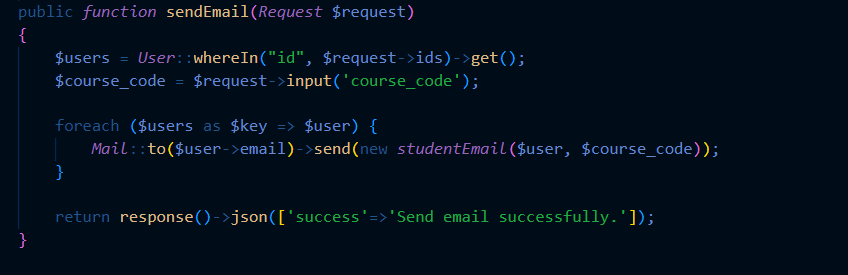 public function sendEmail(Request $request)
{
$users = User::whereIn("id", $request->ids)->get();
$course_code = $request->input('course_code');
foreach ($users as $key => $user) {
Mail::to($user->email)->send(new studentEmail($user, $course_code));
}
return response()->json(['success'=>'Send email successfully.']);
}